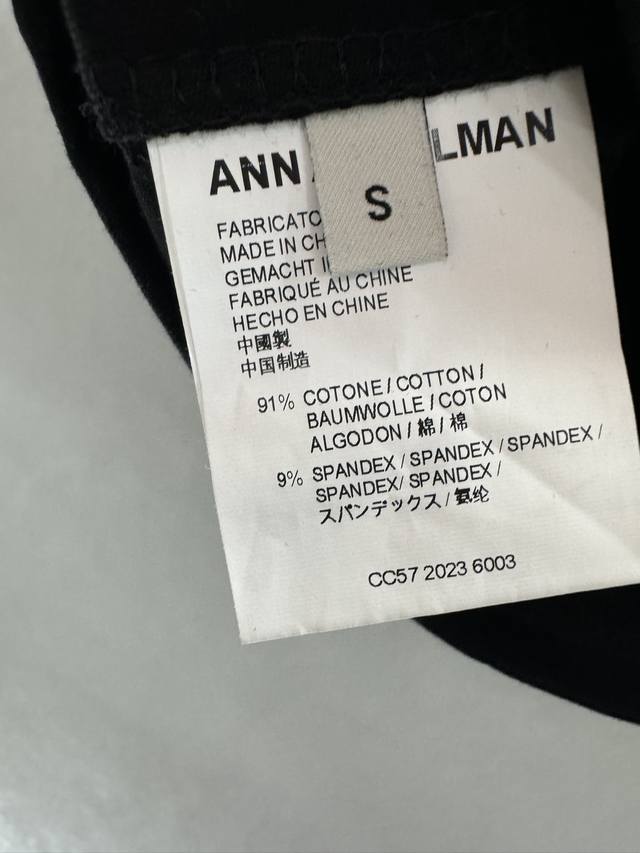 ANN LMAN
S
FABRICATO
MADE IN CH
GEMACHT I
FABRIQUÉ AU CHINE
HECHO EN CHINE
中國製
中国制造
91% COTONE / COTTON /
BAUMWOLLE / COTON
ALGODON / 綿 / 棉
9% SPANDEX / SPANDEX / SPANDEX /
SPANDEX/ SPANDEX /
スパンデックス / 氨纶
CC57 2023 6003